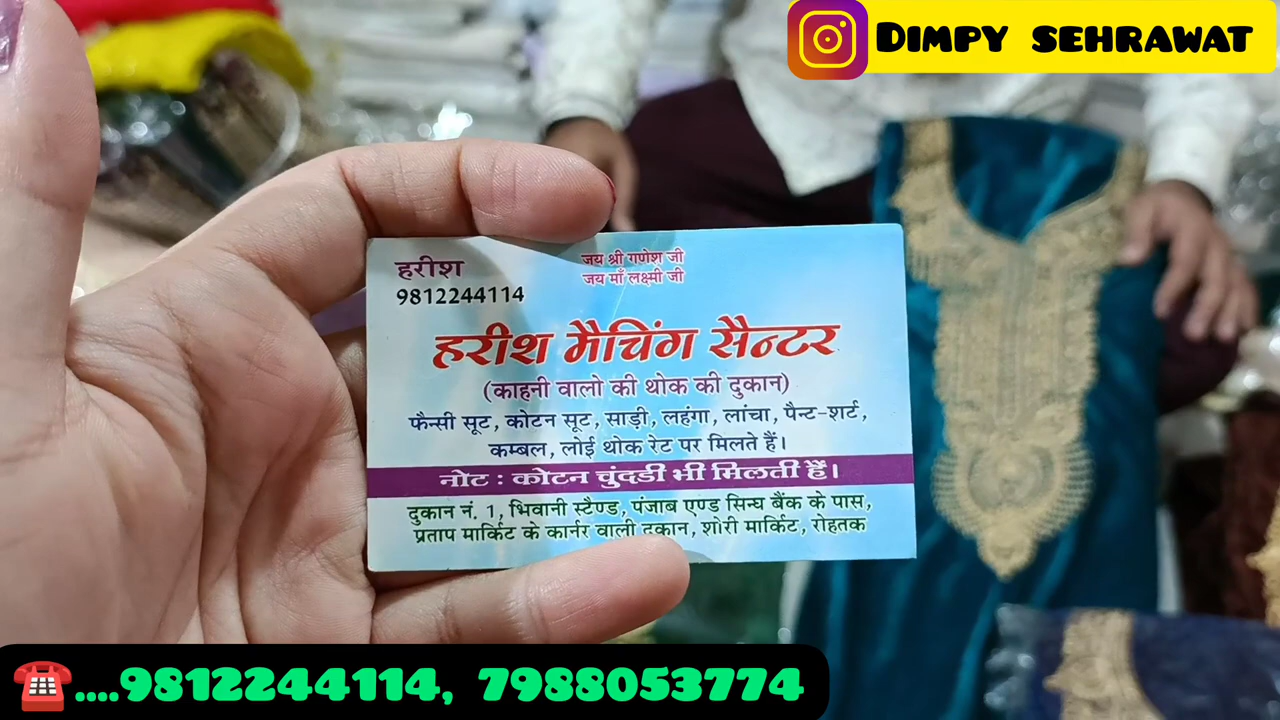 DIMPY SEHRAWAT
हरीश
9812244114
जय श्री गणेश जी
जय माँ लक्ष्मी जी
हरीश मैचिंग सैन्टर
(काहनी वालो की थोक की दुकान)
फैन्सी सूट, कोटन सूट, साड़ी, लहंगा, लांचा, पैन्ट-शर्ट,
कम्बल, लोई थोक रेट पर मिलते हैं।
नोट : कोटन चुंदडी भी मिलती हैं।
दुकान नं. 1, भिवानी स्टैण्ड, पंजाब एण्ड सिन्ध बैंक के पास,
प्रताप मार्किट के कार्नर वाली दुकान, शोरी मार्किट, रोहतक
....9812244114, 7988053774